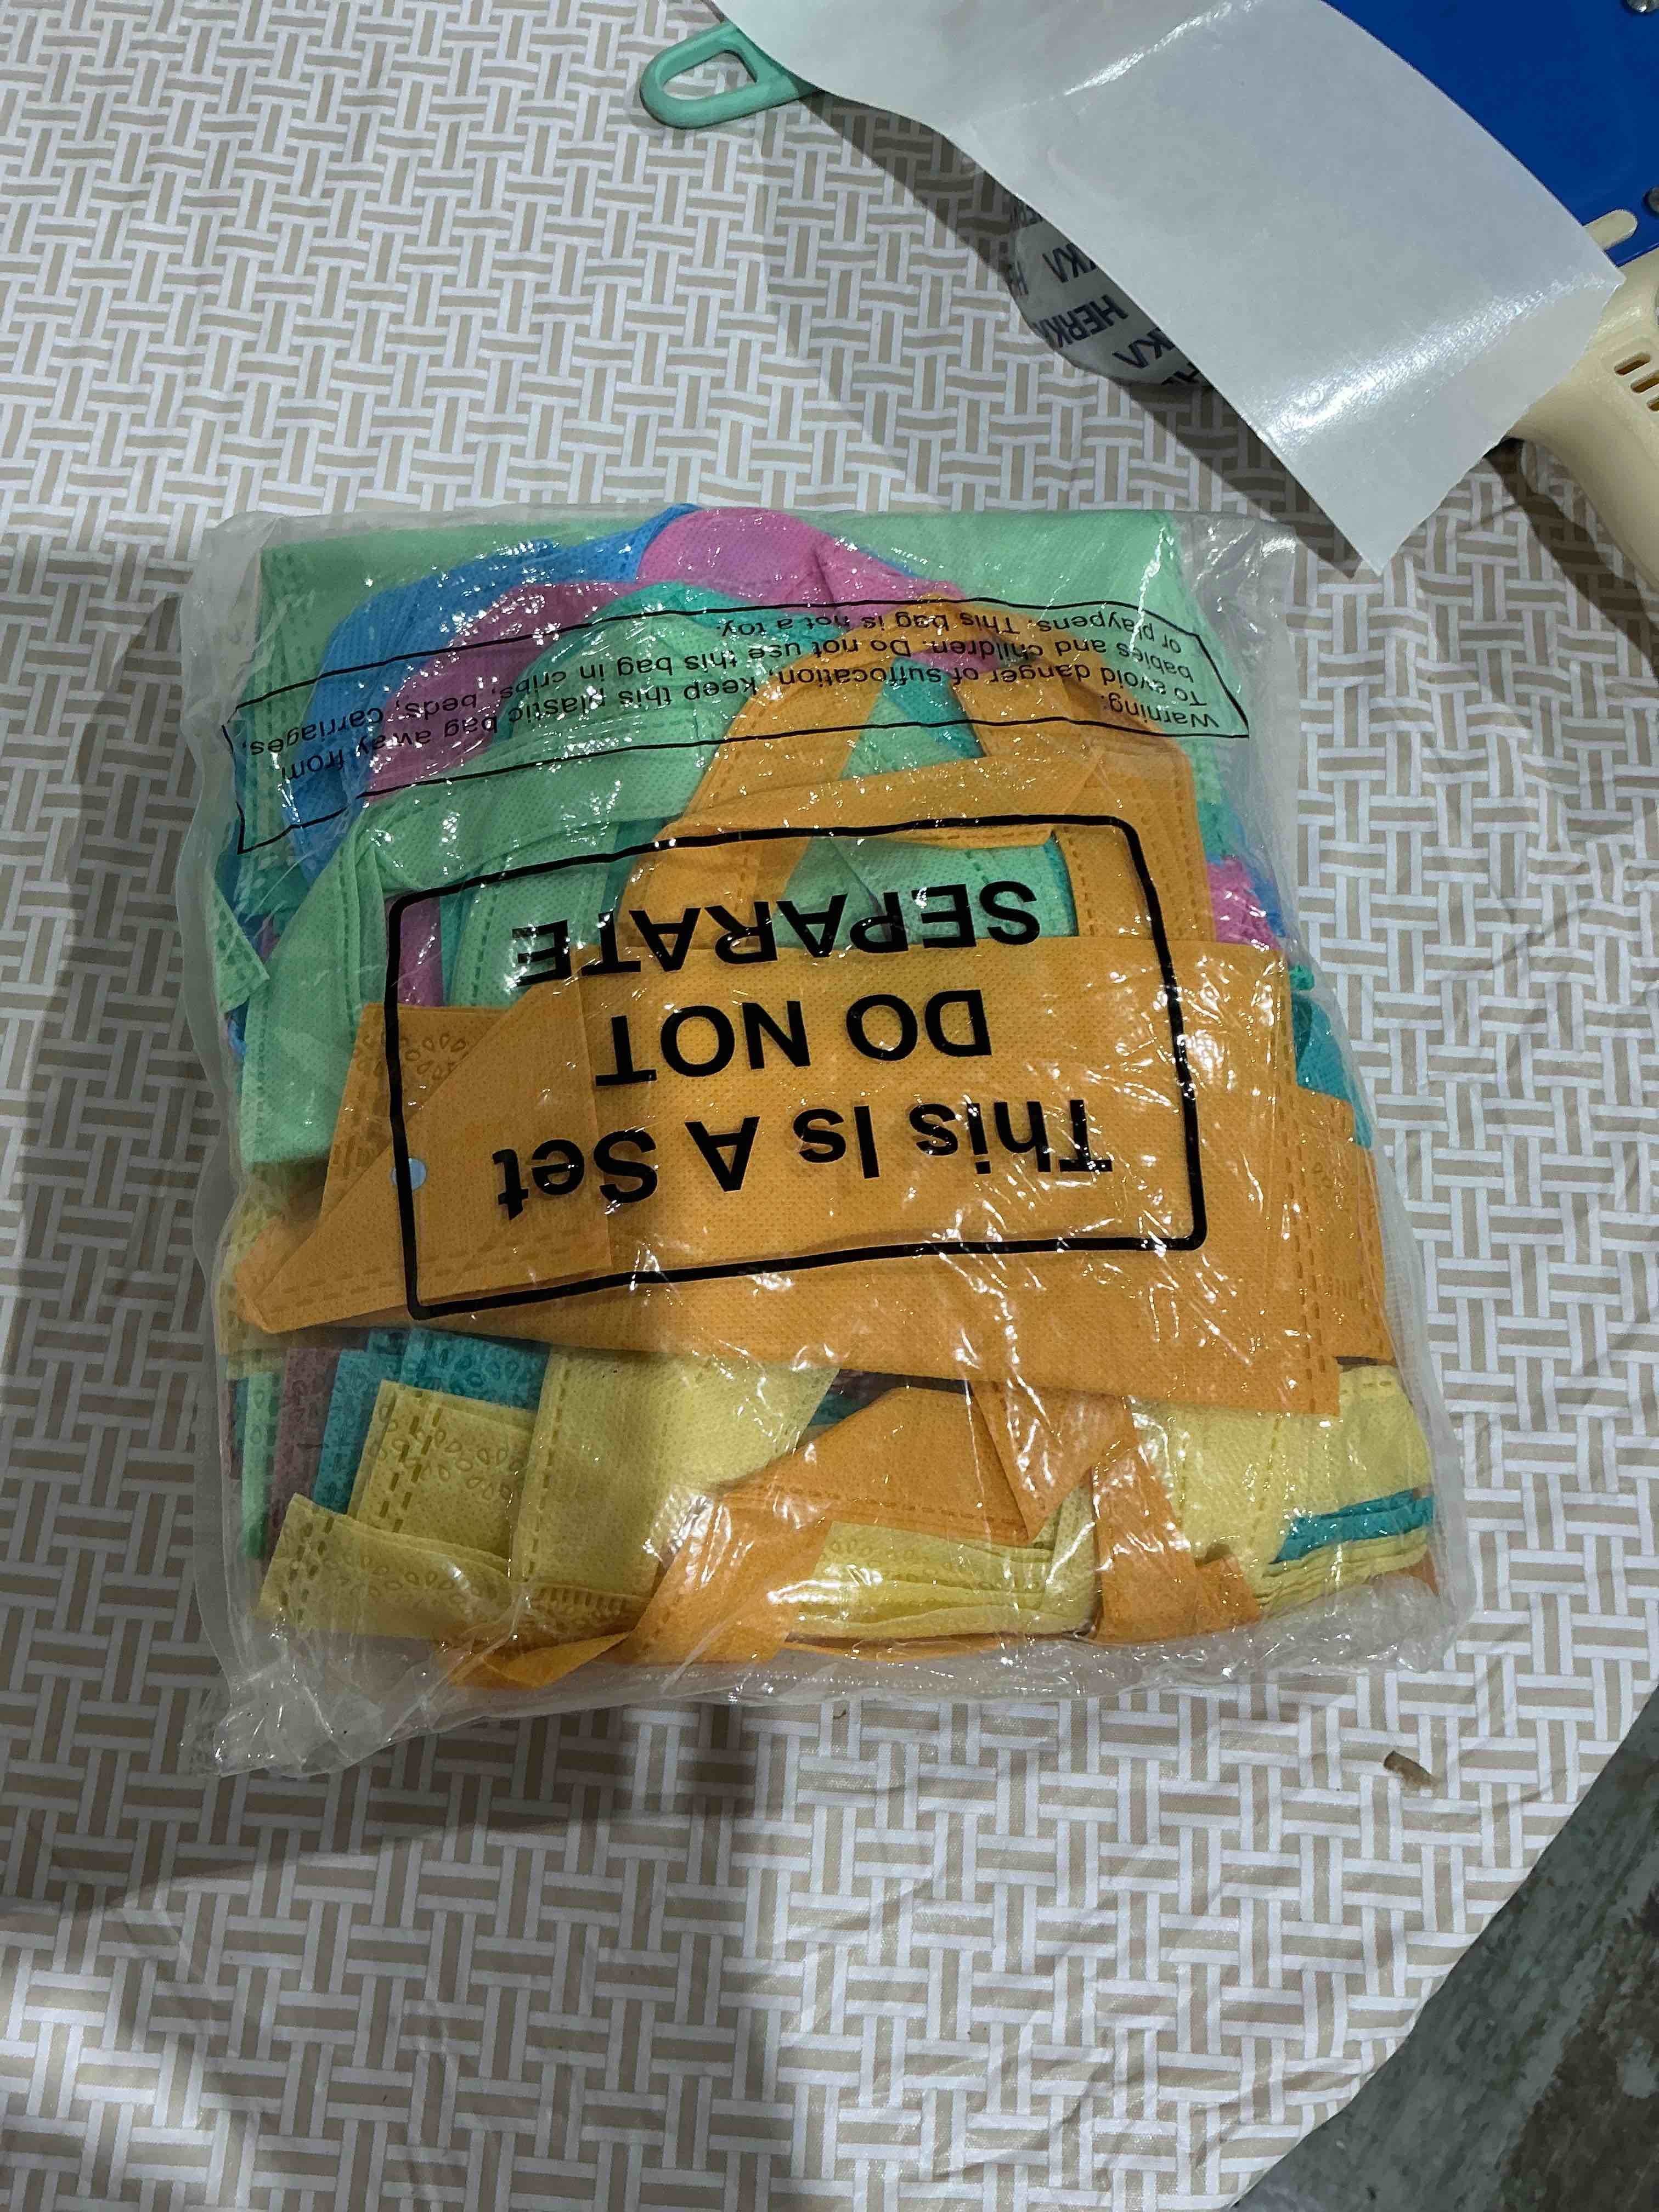 This Is A Set
DO NOT
SEPARATE
Warning:
To avoid danger of suffocation, keep this plastic bag away from
babies and children. Do not use this bag in cribs, beds, carriages,
or playpens. This bag is not a toy.